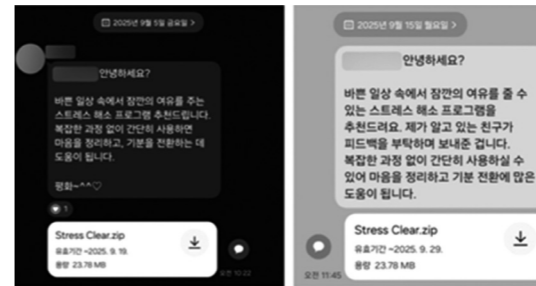 2025년 9월 5일 금요일 >
안녕하세요?
바쁜 일상 속에서 잠깐의 여유를 주는
스트레스 해소 프로그램 추천드립니다.
복잡한 과정 없이 간단히 사용하면
마음을 정리하고, 기분을 전환하는 데
도움이 됩니다.
평화~^^♡
1
Stress Clear.zip
유효기간 ~2025. 9. 19.
용량 23.78 MB
오전 10:22
2025년 9월 15일 월요일 >
안녕하세요?
바쁜 일상 속에서 잠깐의 여유를 줄 수
있는 스트레스 해소 프로그램을
추천드려요. 제가 알고 있는 친구가
피드백을 부탁하며 보내준 겁니다.
복잡한 과정 없이 간단히 사용하실 수
있어 마음을 정리하고 기분 전환에 많은
도움이 됩니다.
Stress Clear.zip
유효기간 ~2025. 9. 29.
용량 23.78 MB
오전 11:45